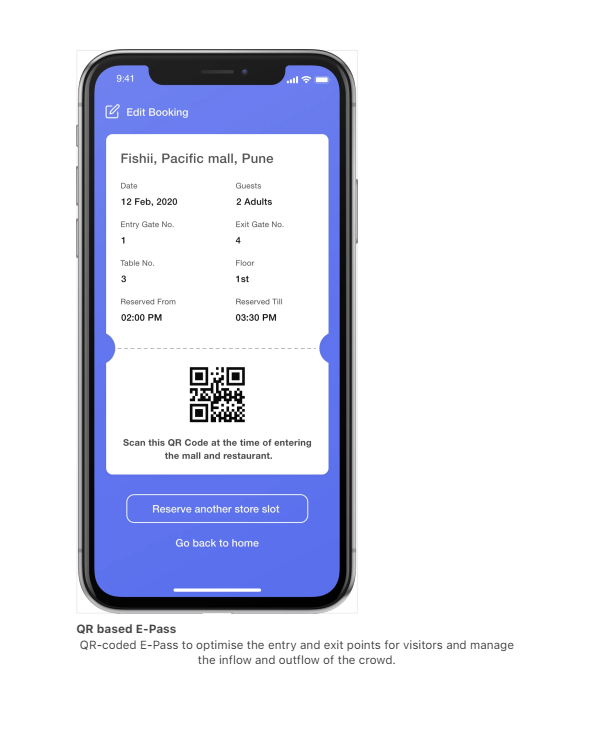 9:41
Edit Booking
Fishii, Pacific mall, Pune
Date Guests
12 Feb, 2020 2 Adults
Entry Gate No. Exit Gate No.
1 4
Table No. Floor
3 1st
Reserved From Reserved Till
02:00 PM 03:30 PM
Scan this QR Code at the time of entering
the mall and restaurant.
Reserve another store slot
Go back to home
QR based E-Pass
QR-coded E-Pass to optimise the entry and exit points for visitors and manage
the inflow and outflow of the crowd.